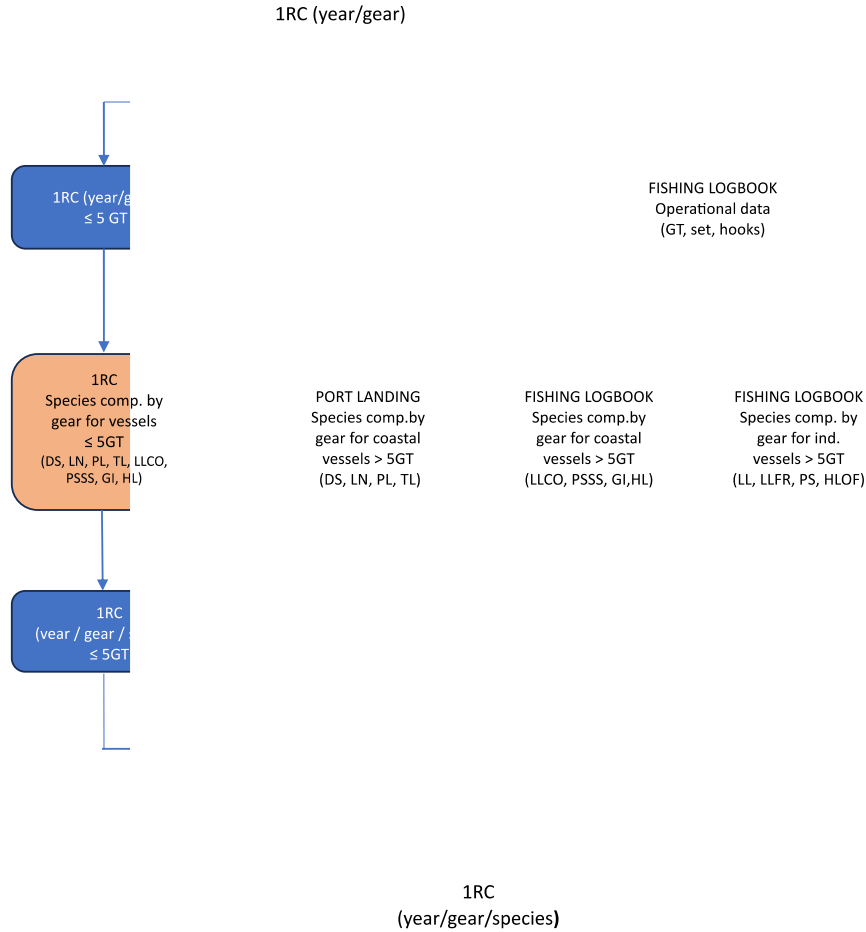 1RC (year/gear)
1RC (year/g
≤ 5 GT
FISHING LOGBOOK
Operational data
(GT, set, hooks)
1RC
Species comp. by
gear for vessels
≤ 5GT
(DS, LN, PL, TL, LLCO,
PSSS, GI, HL)
PORT LANDING
Species comp.by
gear for coastal
vessels > 5GT
(DS, LN, PL, TL)
FISHING LOGBOOK
Species comp.by
gear for coastal
vessels > 5GT
(LLCO, PSSS, GI,HL)
FISHING LOGBOOK
Species comp. by
gear for ind.
vessels > 5GT
(LL, LLFR, PS, HLOF)
1RC
(year / gear /
≤ 5GT
1RC
(year/gear/species)